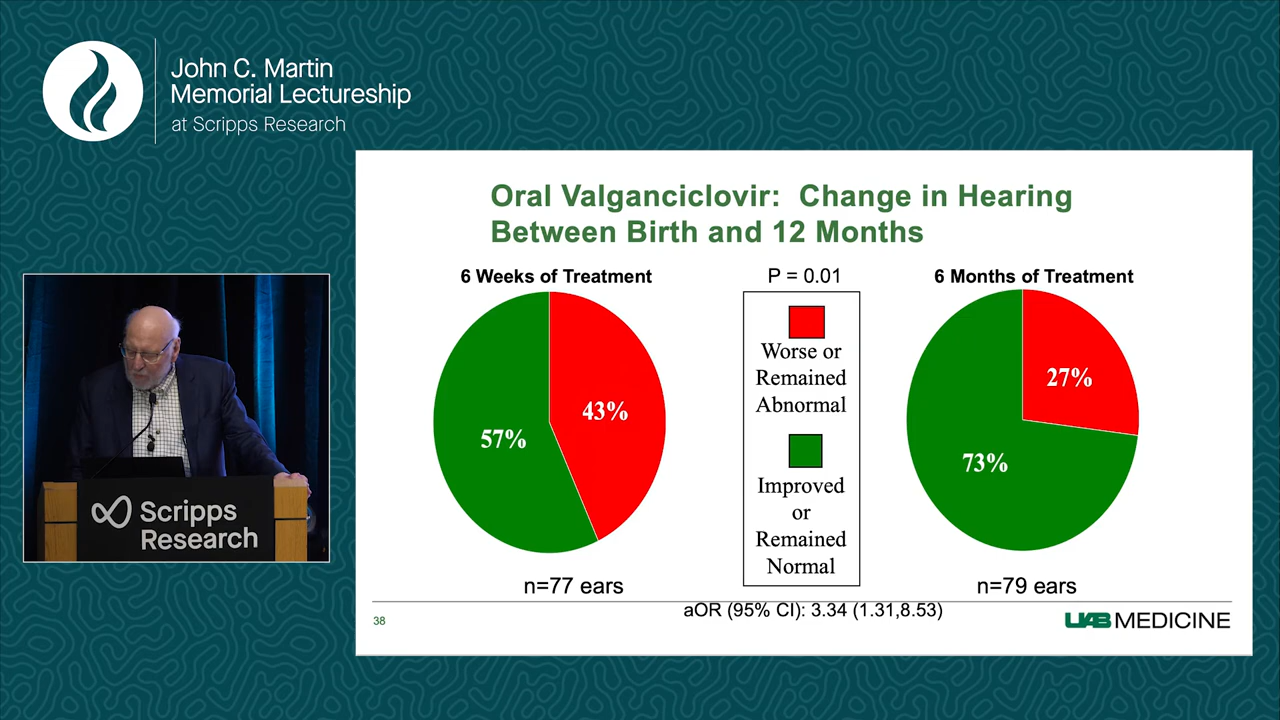 John C. Martin
Memorial Lectureship
at Scripps Research
Oral Valganciclovir: Change in Hearing
Between Birth and 12 Months
6 Weeks of Treatment
P = 0.01
6 Months of Treatment
43%
57%
Worse or
Remained
Abnormal
Improved
or
Remained
Normal
27%
73%
n=77 ears
n=79 ears
aOR (95% CI): 3.34 (1.31,8.53)
38
UAB MEDICINE
Scripps
Research